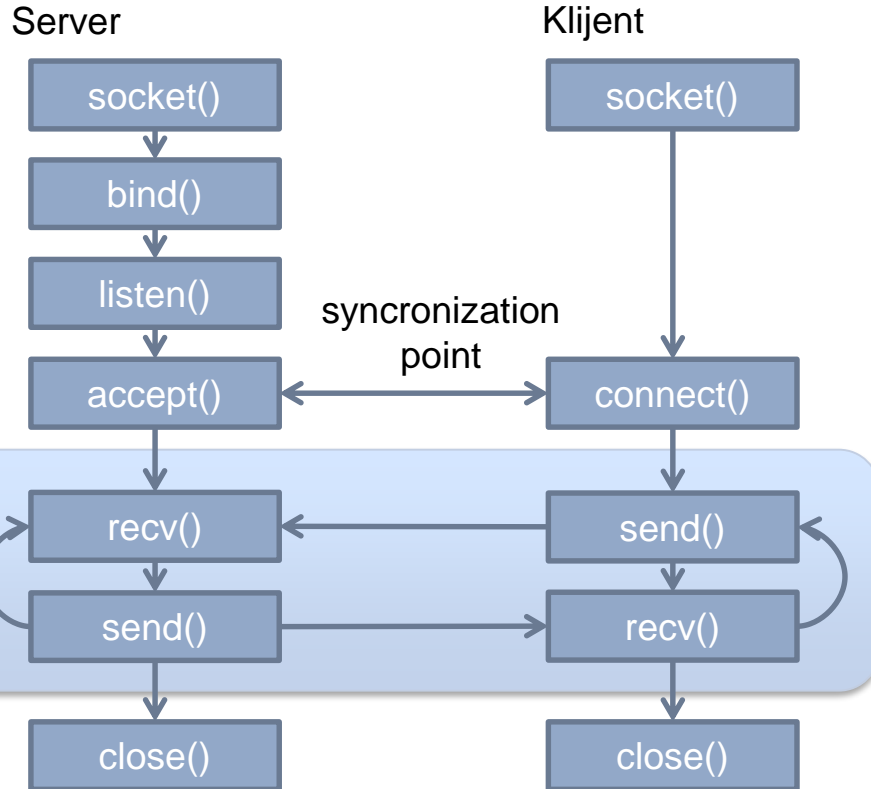 Server
Klijent
socket()
socket()
bind()
listen()
syncronization
point
accept()
connect()
recv()
send()
send()
recv()
close()
close()